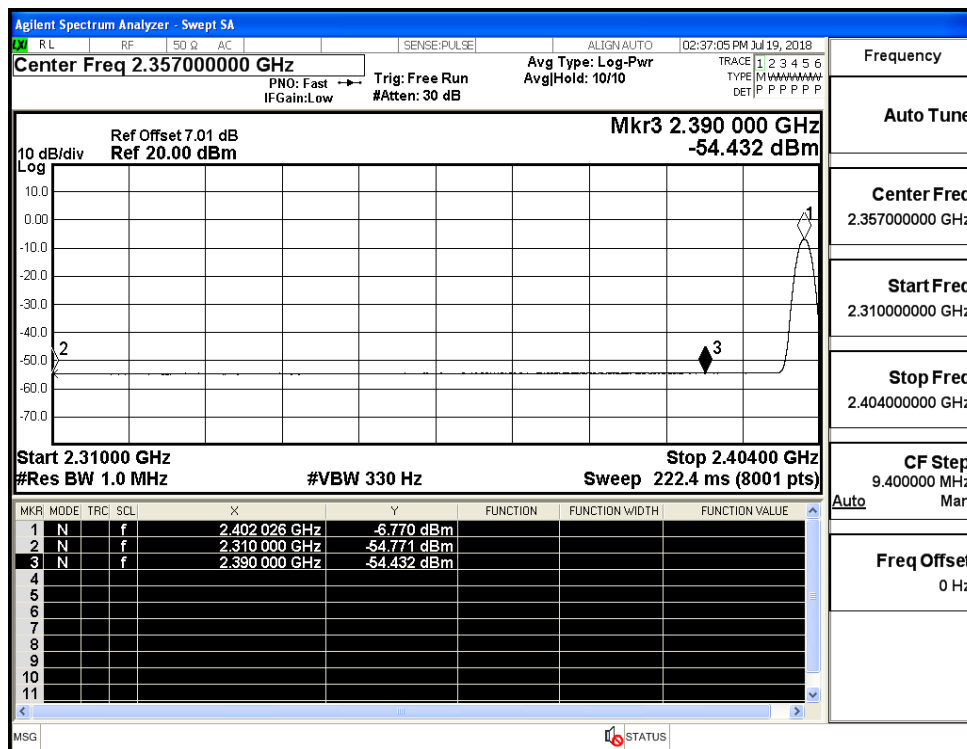 Agilent Spectrum Analyzer - Swept SA
LXI RL RF 50 Ω AC SENSE:PULSE ALIGN AUTO 02:37:05 PM Jul 19, 2018
Center Freq 2.357000000 GHz
PNO: Fast
IFGain:Low
Trig: Free Run
#Atten: 30 dB
Avg Type: Log-Pwr
Avg|Hold: 10/10
TRACE 1 2 3 4 5 6
TYPE M WWWWW
DET P P P P P P
Ref Offset 7.01 dB
10 dB/div Ref 20.00 dBm
Log
Mkr3 2.390 000 GHz
-54.432 dBm
10.0
0.00
-10.0
-20.0
-30.0
-40.0
-50.0
-60.0
-70.0
1
2
3
Start 2.31000 GHz Stop 2.40400 GHz
#Res BW 1.0 MHz #VBW 330 Hz Sweep 222.4 ms (8001 pts)
MKR MODE TRC SCL X Y FUNCTION FUNCTION WIDTH FUNCTION VALUE
1 N f 2.402 026 GHz -6.770 dBm
2 N f 2.310 000 GHz -54.771 dBm
3 N f 2.390 000 GHz -54.432 dBm
4
5
6
7
8
9
10
11
MSG STATUS
Frequency
Auto Tune
Center Freq
2.357000000 GHz
Start Freq
2.310000000 GHz
Stop Freq
2.404000000 GHz
CF Step
9.400000 MHz
Auto Man
Freq Offset
0 Hz